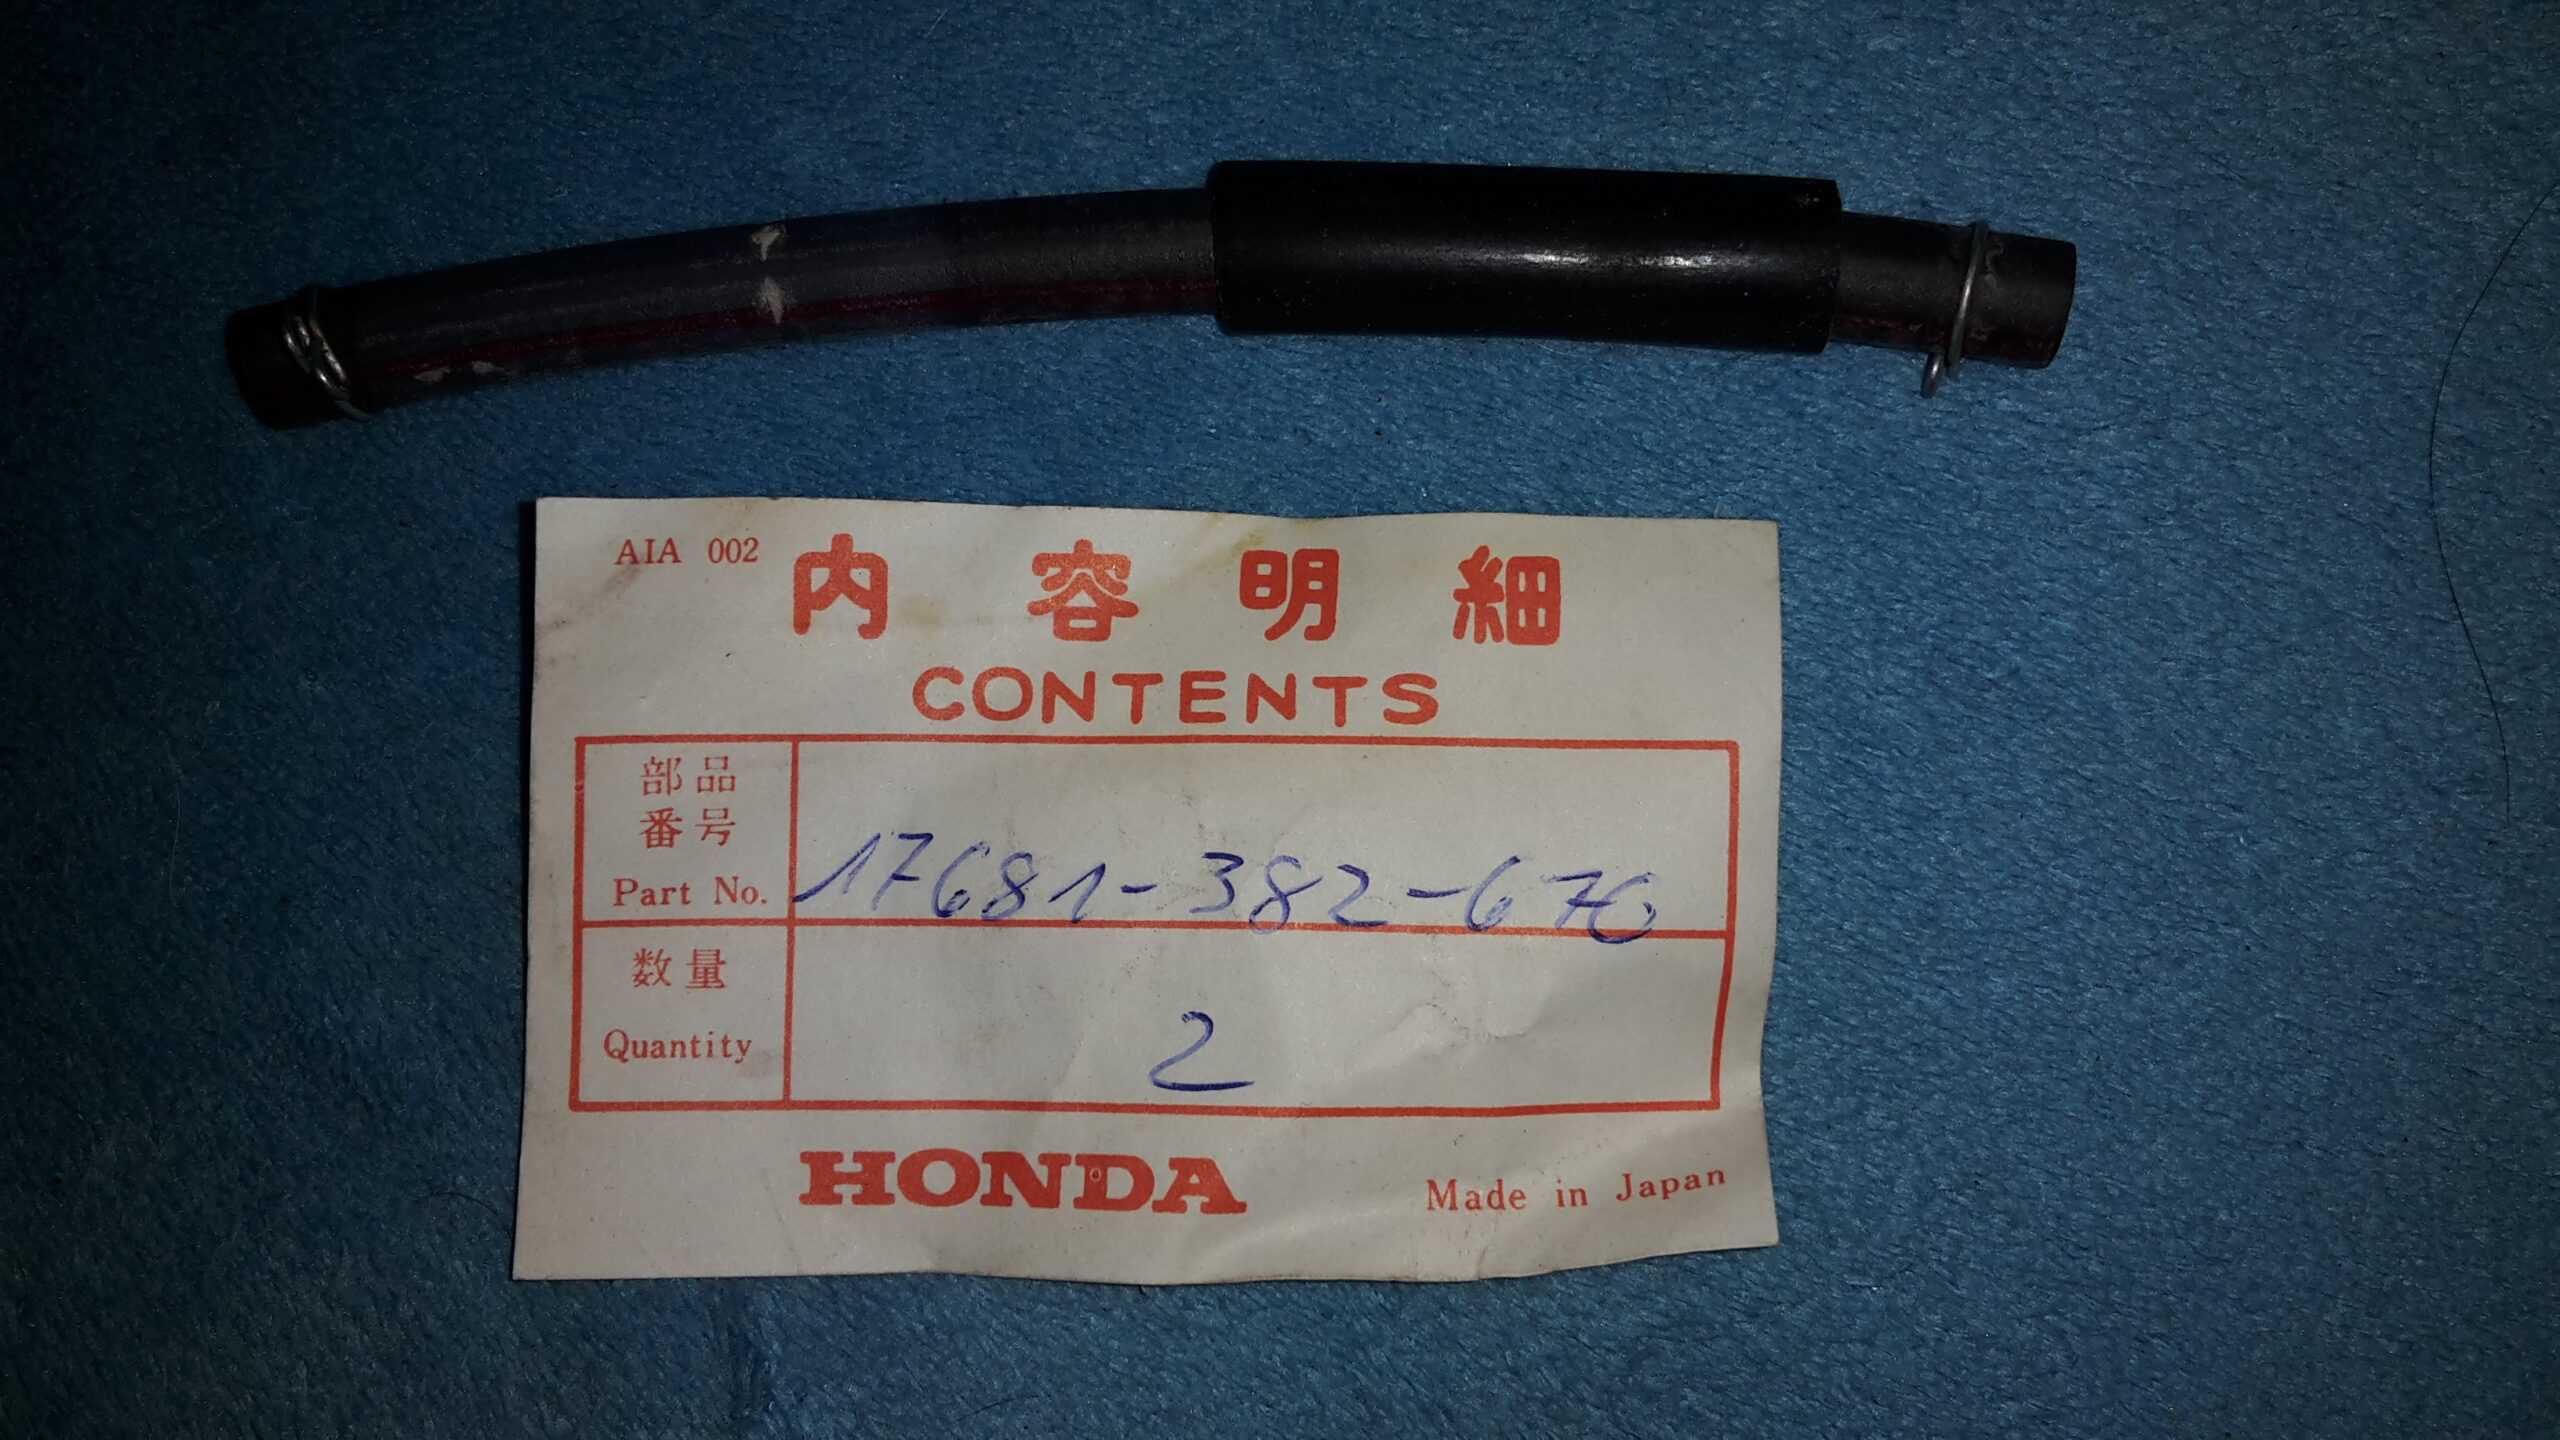 AIA 002
内容明細
CONTENTS
部品
番号
Part No.
17681-382-670
数量
Quantity
2
HONDA
Made in Japan